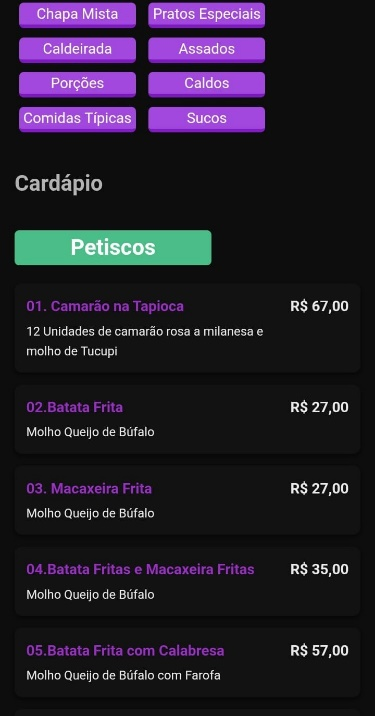 Chapa Mista
Pratos Especiais
Caldeirada
Assados
Porções
Caldos
Comidas Típicas
Sucos
Cardápio
Petiscos
01. Camarão na Tapioca
R$ 67,00
12 Unidades de camarão rosa a milanesa e
molho de Tucupi
02.Batata Frita
R$ 27,00
Molho Queijo de Búfalo
03. Macaxeira Frita
R$ 27,00
Molho Queijo de Búfalo
04.Batata Fritas e Macaxeira Fritas
R$ 35,00
Molho Queijo de Búfalo
05.Batata Frita com Calabresa
R$ 57,00
Molho Queijo de Búfalo com Farofa